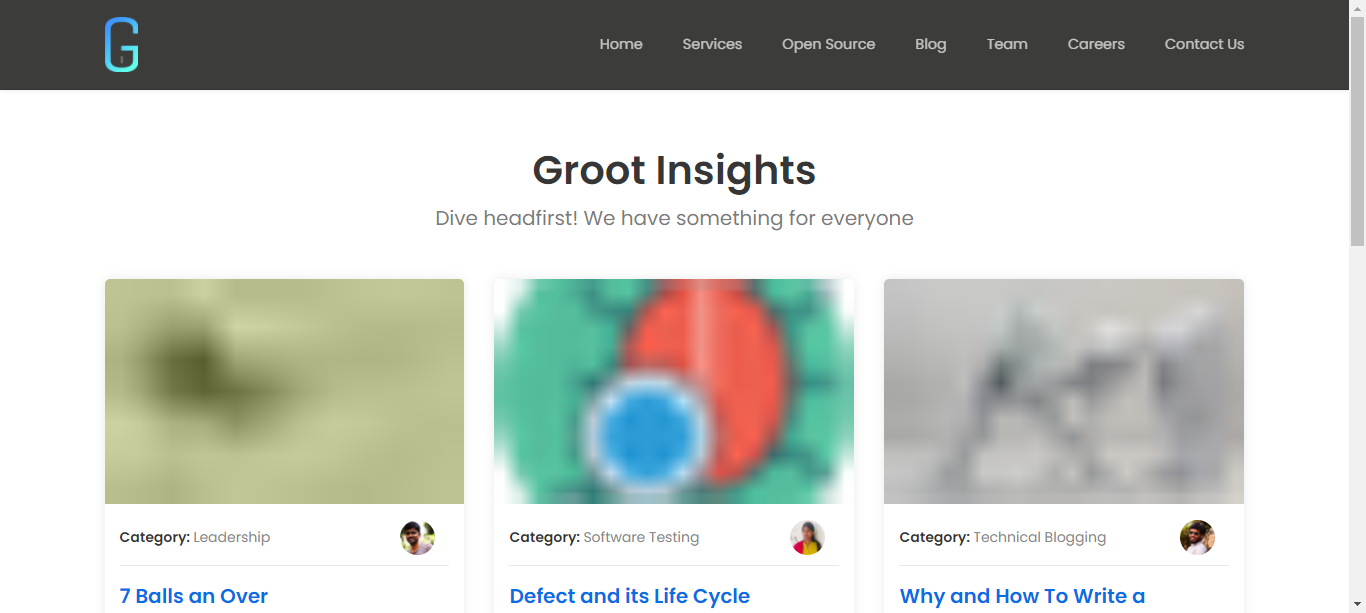 G
Home Services Open Source Blog Team Careers Contact Us
Groot Insights
Dive headfirst! We have something for everyone
Category: Leadership
7 Balls an Over
Category: Software Testing
Defect and its Life Cycle
Category: Technical Blogging
Why and How To Write a